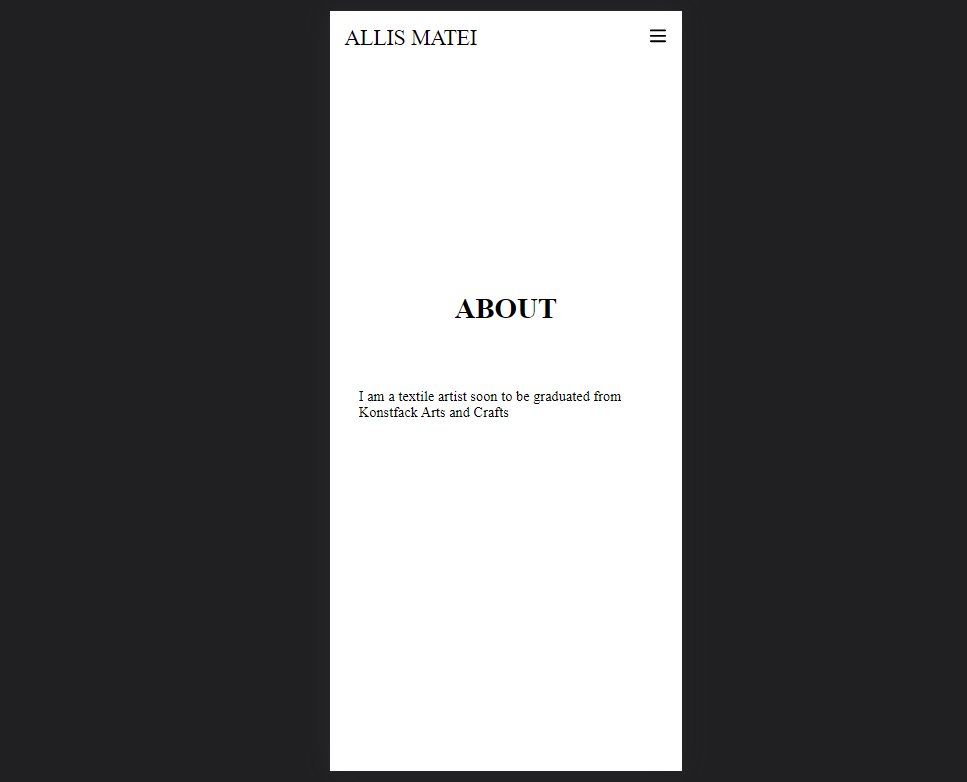 ALLIS MATEI
ABOUT
I am a textile artist soon to be graduated from
Konstfack Arts and Crafts